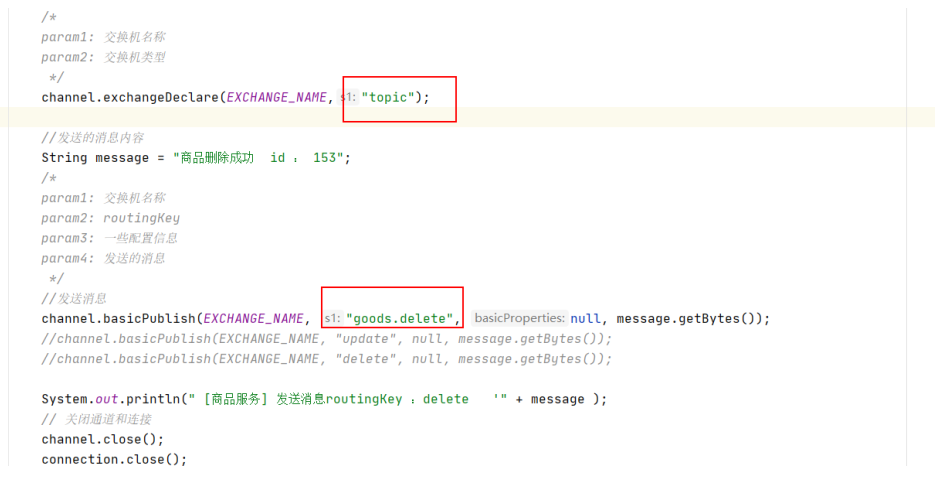 /*
param1: 交换机名称
param2: 交换机类型
*/
channel.exchangeDeclare(EXCHANGE_NAME, s1: "topic");
//发送的消息内容
String message = "商品删除成功  id : 153";
/*
param1: 交换机名称
param2: routingKey
param3: 一些配置信息
param4: 发送的消息
*/
//发送消息
channel.basicPublish(EXCHANGE_NAME, s1: "goods.delete", basicProperties: null, message.getBytes());
//channel.basicPublish(EXCHANGE_NAME, "update", null, message.getBytes());
//channel.basicPublish(EXCHANGE_NAME, "delete", null, message.getBytes());
System.out.println(" [商品服务] 发送消息routingKey :delete   '" + message );
// 关闭通道和连接
channel.close();
connection.close();